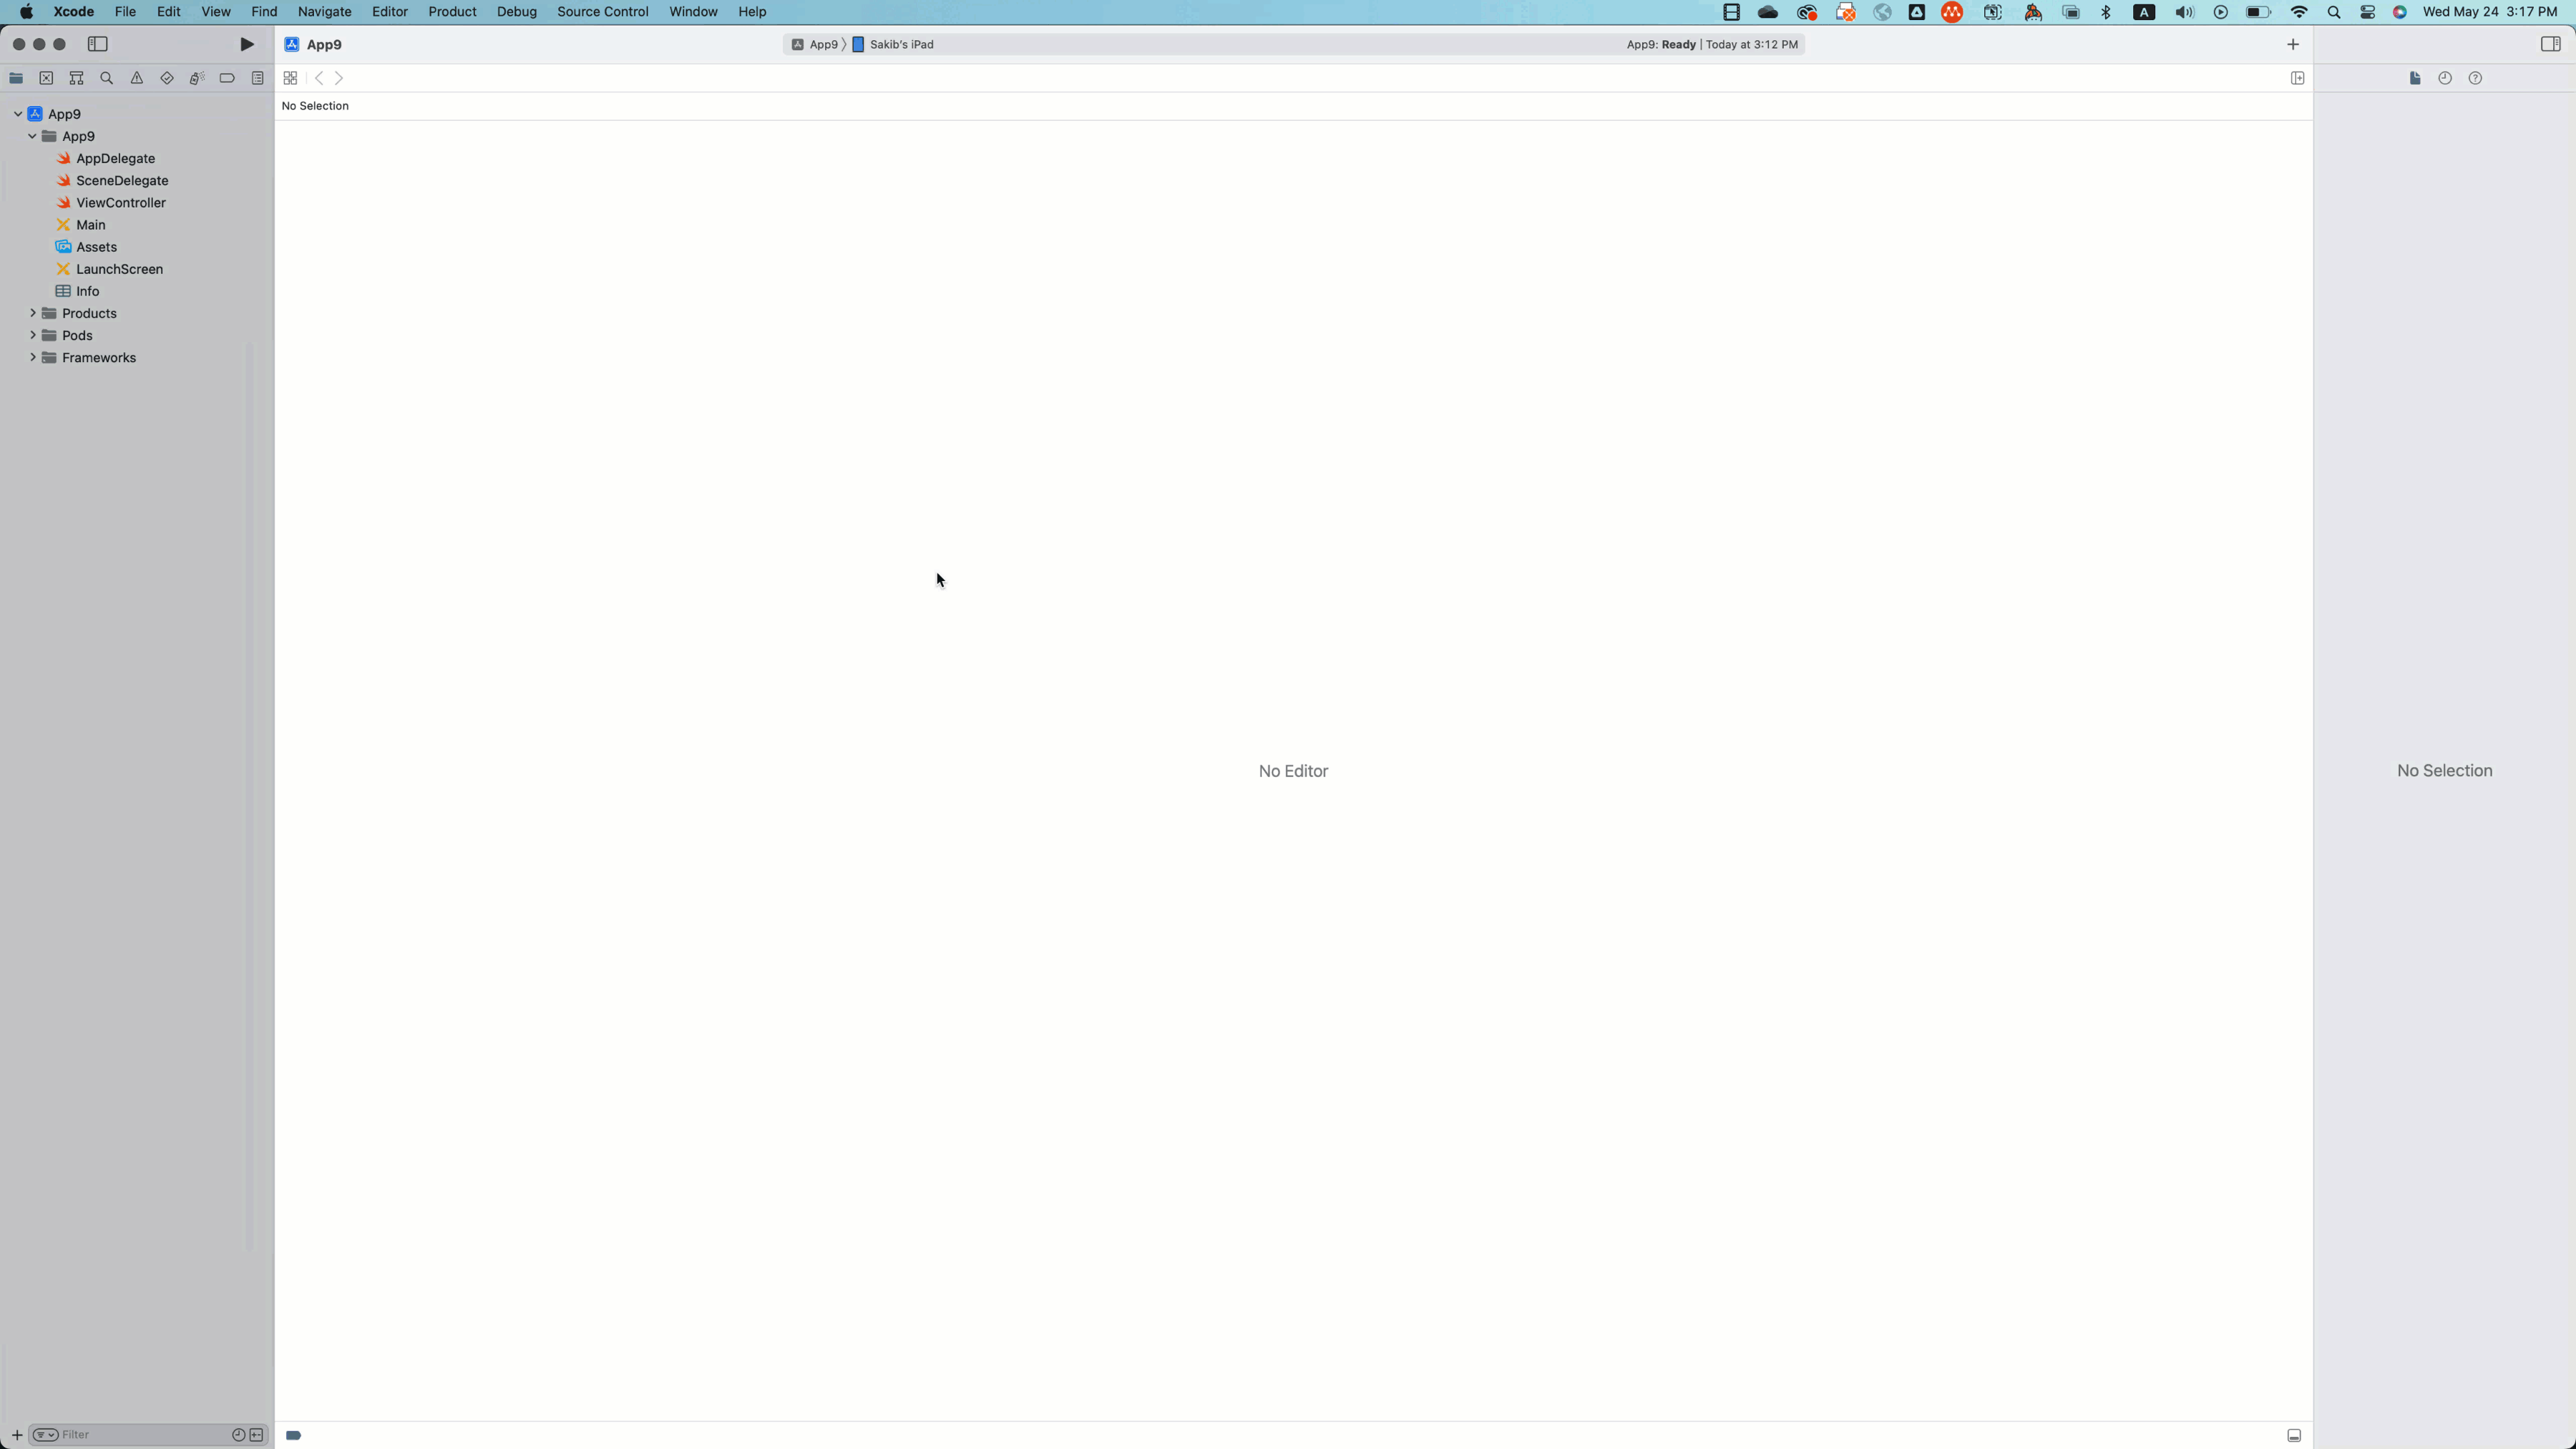 Xcode File Edit View Find Navigate Editor Product Debug Source Control Window Help A Wed May 24 3:17 PM
App9 App9 Sakib's iPad App9: Ready | Today at 3:12 PM
No Selection
App9
App9
AppDelegate
SceneDelegate
ViewController
Main
Assets
LaunchScreen
Info
Products
Pods
Frameworks
No Editor
No Selection
Filter